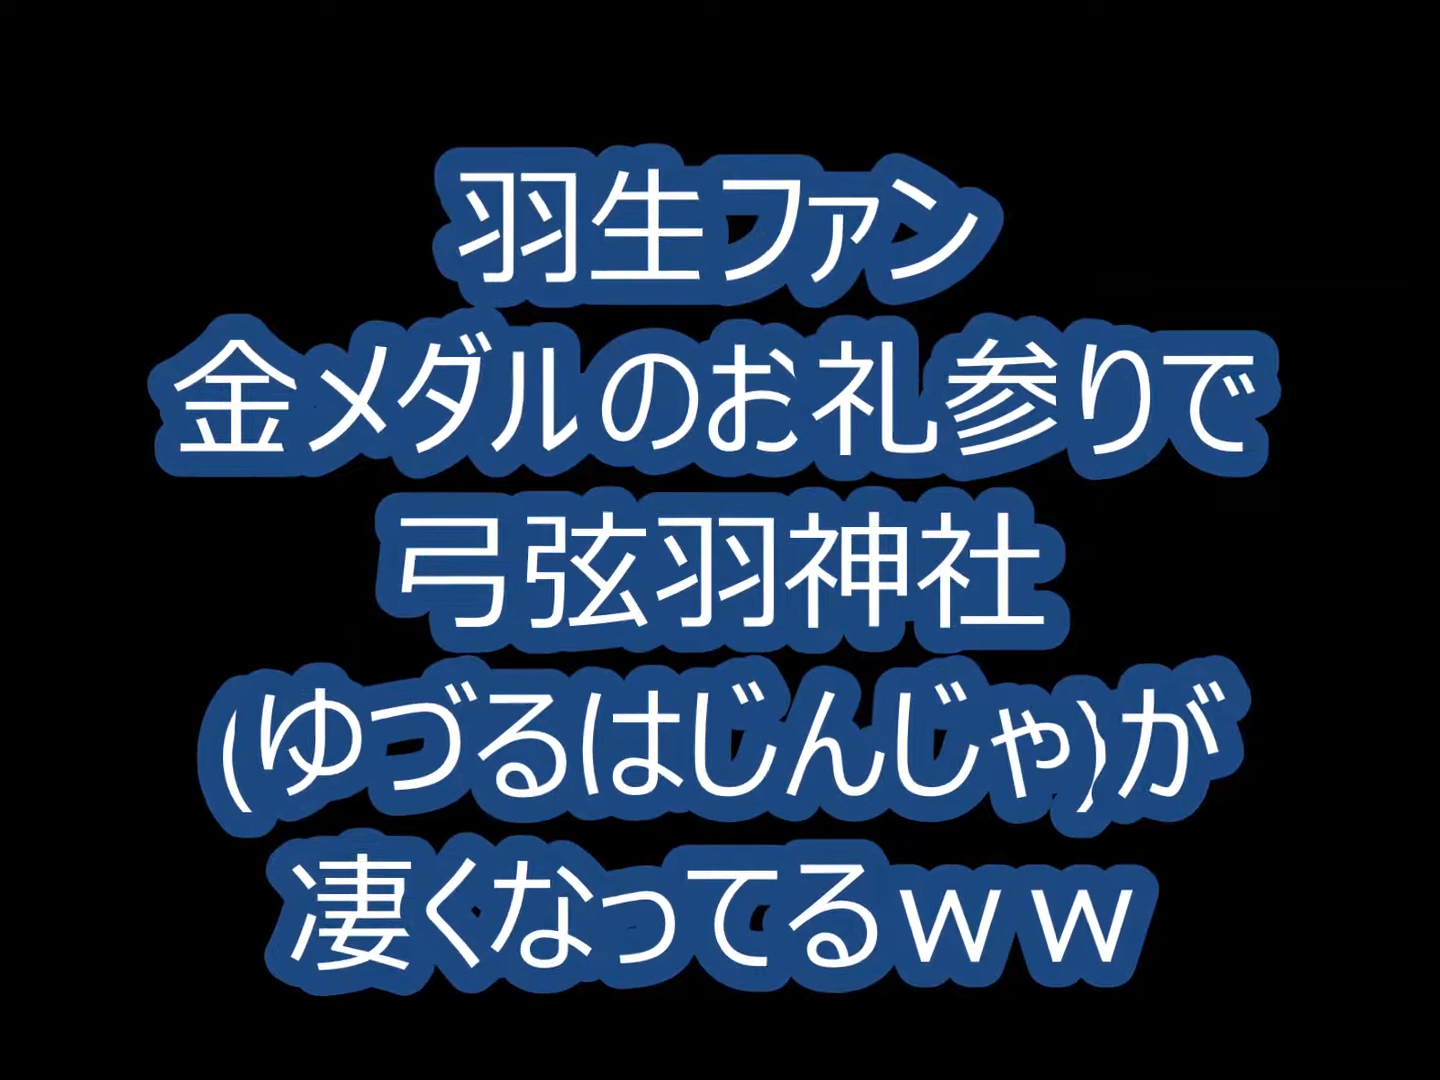 羽生ファン
金メダルのお礼参りで
弓弦羽神社
(ゆづるはじんじゃ)が
凄くなってるｗｗ